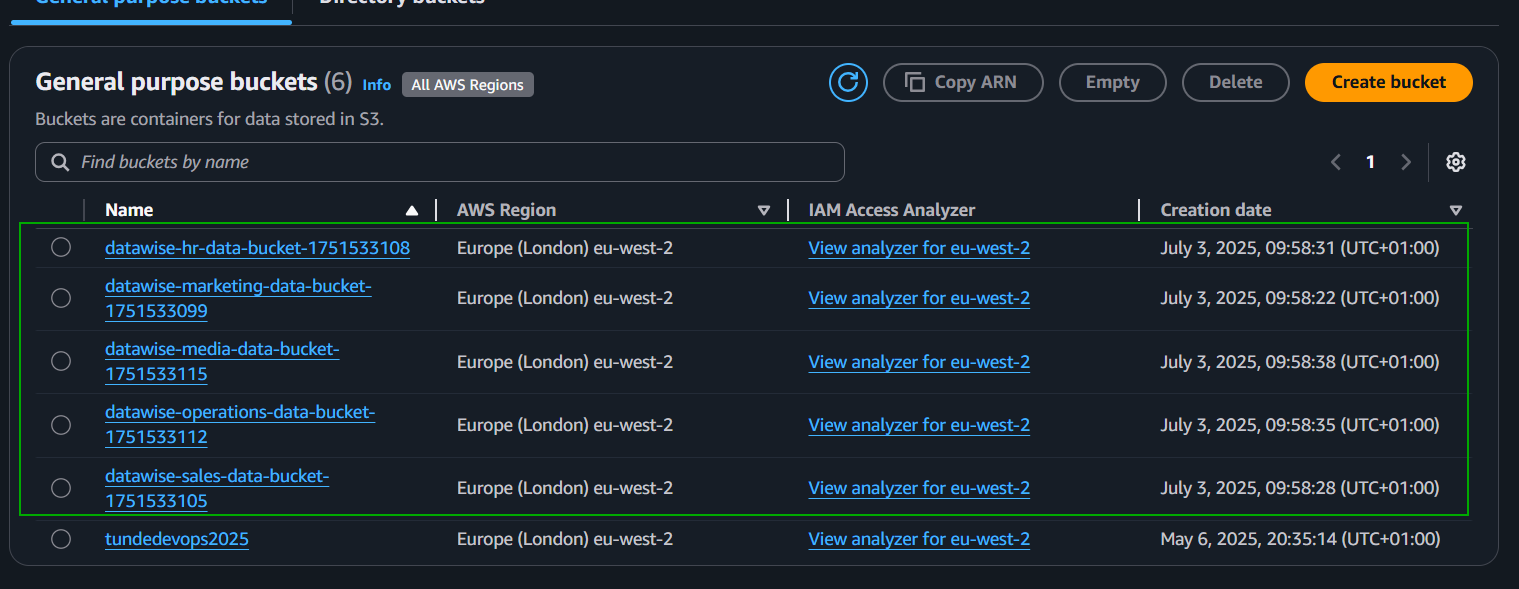 General purpose buckets Directory buckets
General purpose buckets (6) Info All AWS Regions Copy ARN Empty Delete Create bucket
Buckets are containers for data stored in S3.
Find buckets by name 1
Name AWS Region IAM Access Analyzer Creation date
datawise-hr-data-bucket-1751533108 Europe (London) eu-west-2 View analyzer for eu-west-2 July 3, 2025, 09:58:31 (UTC+01:00)
datawise-marketing-data-bucket-
1751533099 Europe (London) eu-west-2 View analyzer for eu-west-2 July 3, 2025, 09:58:22 (UTC+01:00)
datawise-media-data-bucket-
1751533115 Europe (London) eu-west-2 View analyzer for eu-west-2 July 3, 2025, 09:58:38 (UTC+01:00)
datawise-operations-data-bucket-
1751533112 Europe (London) eu-west-2 View analyzer for eu-west-2 July 3, 2025, 09:58:35 (UTC+01:00)
datawise-sales-data-bucket-
1751533105 Europe (London) eu-west-2 View analyzer for eu-west-2 July 3, 2025, 09:58:28 (UTC+01:00)
tundedevops2025 Europe (London) eu-west-2 View analyzer for eu-west-2 May 6, 2025, 20:35:14 (UTC+01:00)